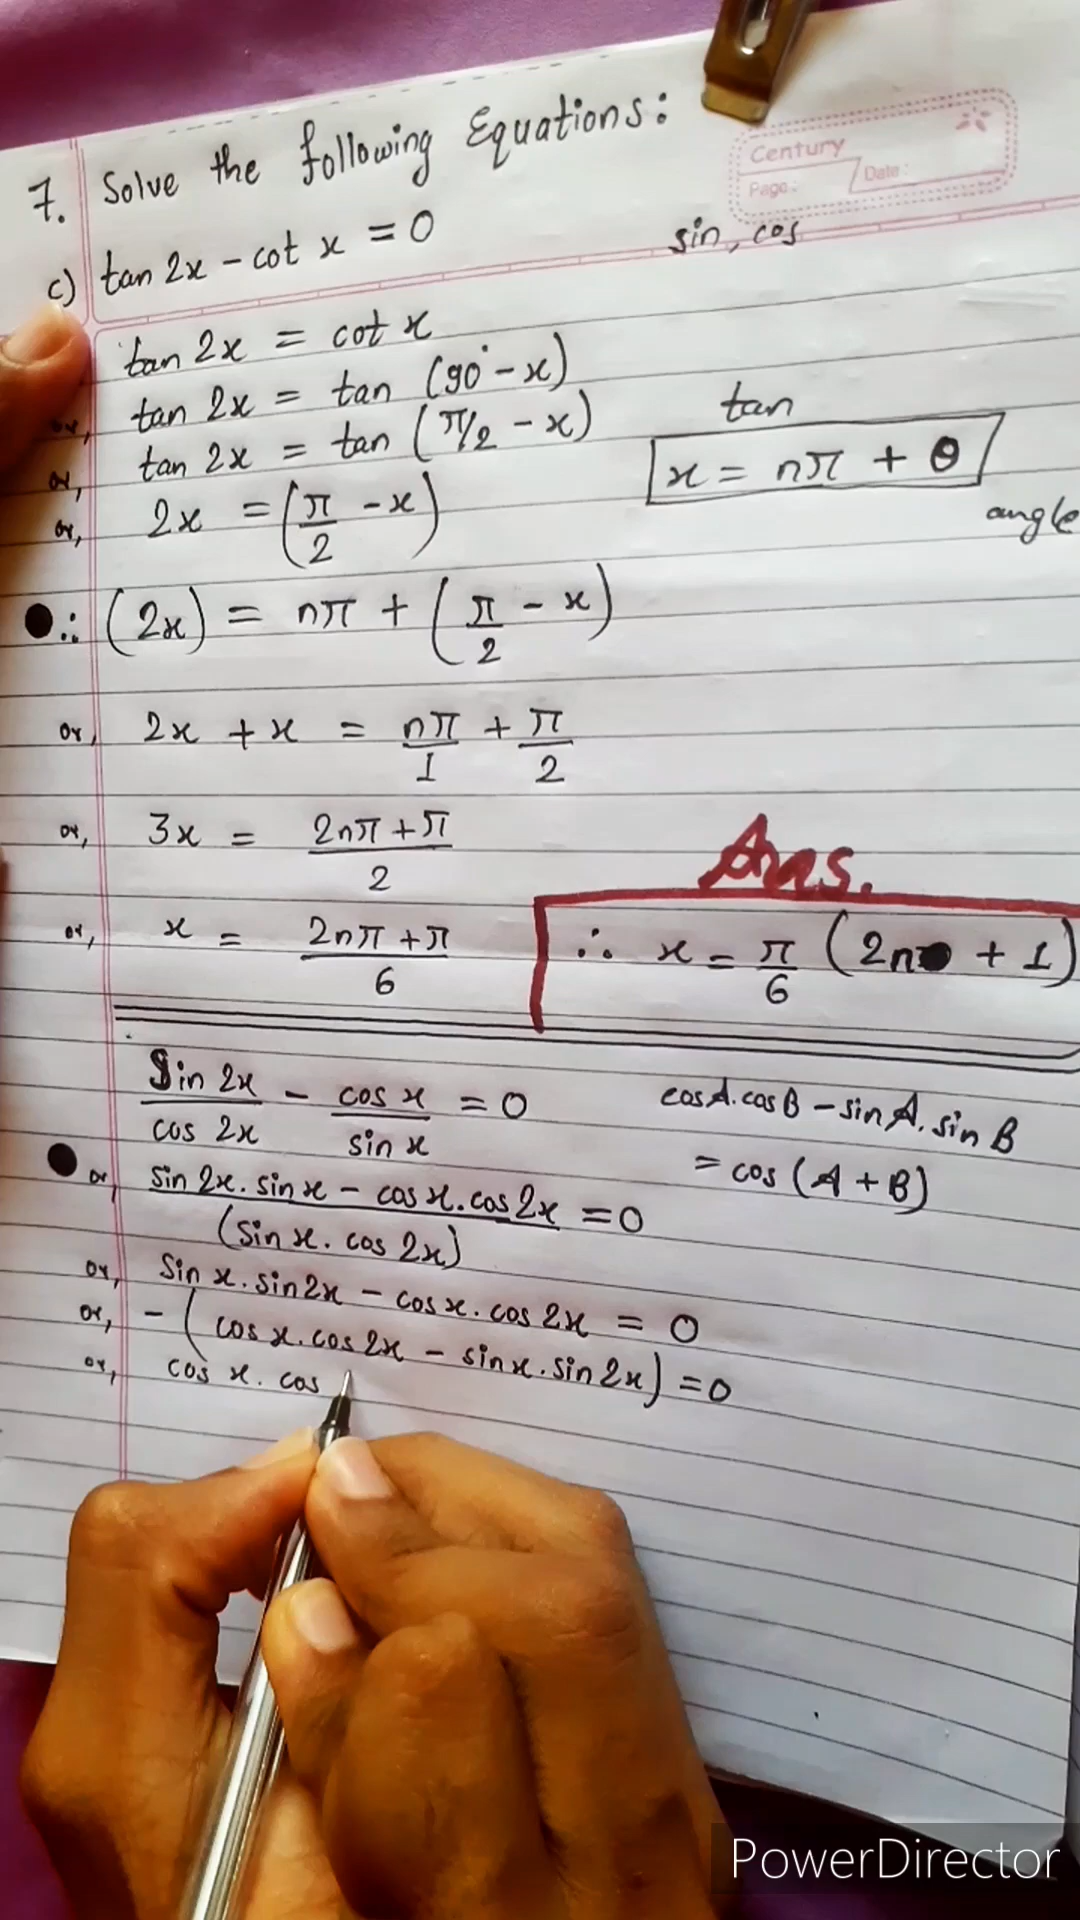 7. Solve the following Equations:
Century
Page:
Date:
c) tan 2x - cot x = 0
sin, cos
tan 2x = cot x
or, tan 2x = tan (90° - x)
or, tan 2x = tan (π/2 - x)
tan
x = nπ + θ
angle
or, 2x = (π/2 - x)
∴ (2x) = nπ + (π/2 - x)
or, 2x + x = nπ/1 + π/2
or, 3x = 2nπ + π/2
Ans.
or, x = 2nπ + π/6
∴ x = π/6 (2n + 1)
Sin 2x/cos 2x - cos x/sin x = 0
cosA.cosB - sinA.sinB
= cos (A + B)
or, sin 2x. sin x - cos x. cos 2x/(sin x. cos 2x) = 0
or, Sin x. sin 2x - cos x. cos 2x = 0
or, - (cos x. cos 2x - sin x. sin 2x) = 0
or, cos x. cos
PowerDirector